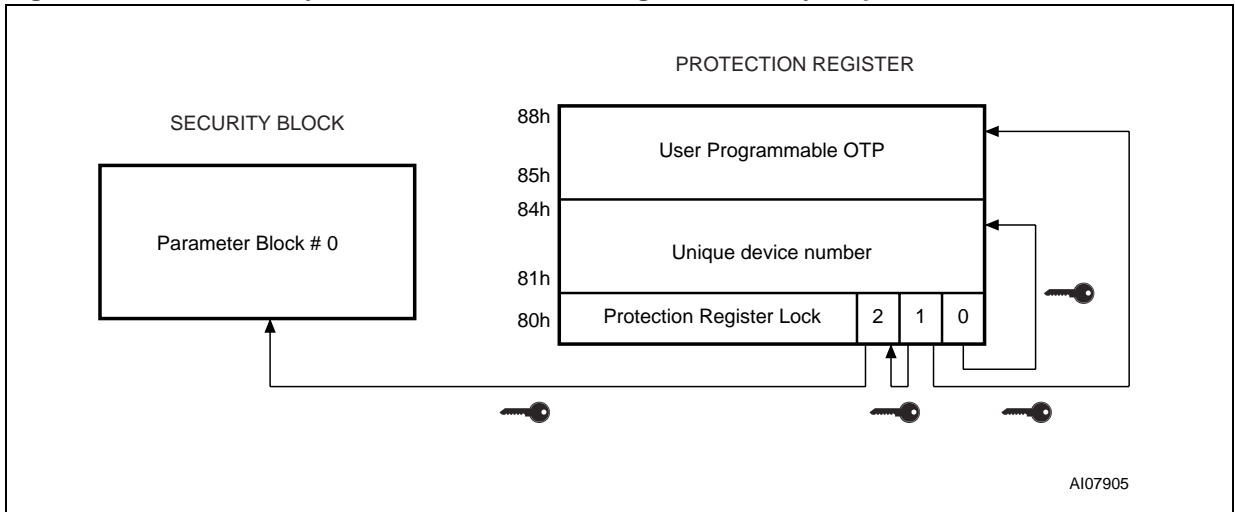 PROTECTION REGISTER
SECURITY BLOCK
88h
User Programmable OTP
85h
84h
Parameter Block # 0
Unique device number
81h
80h
Protection Register Lock 2 1 0
AI07905